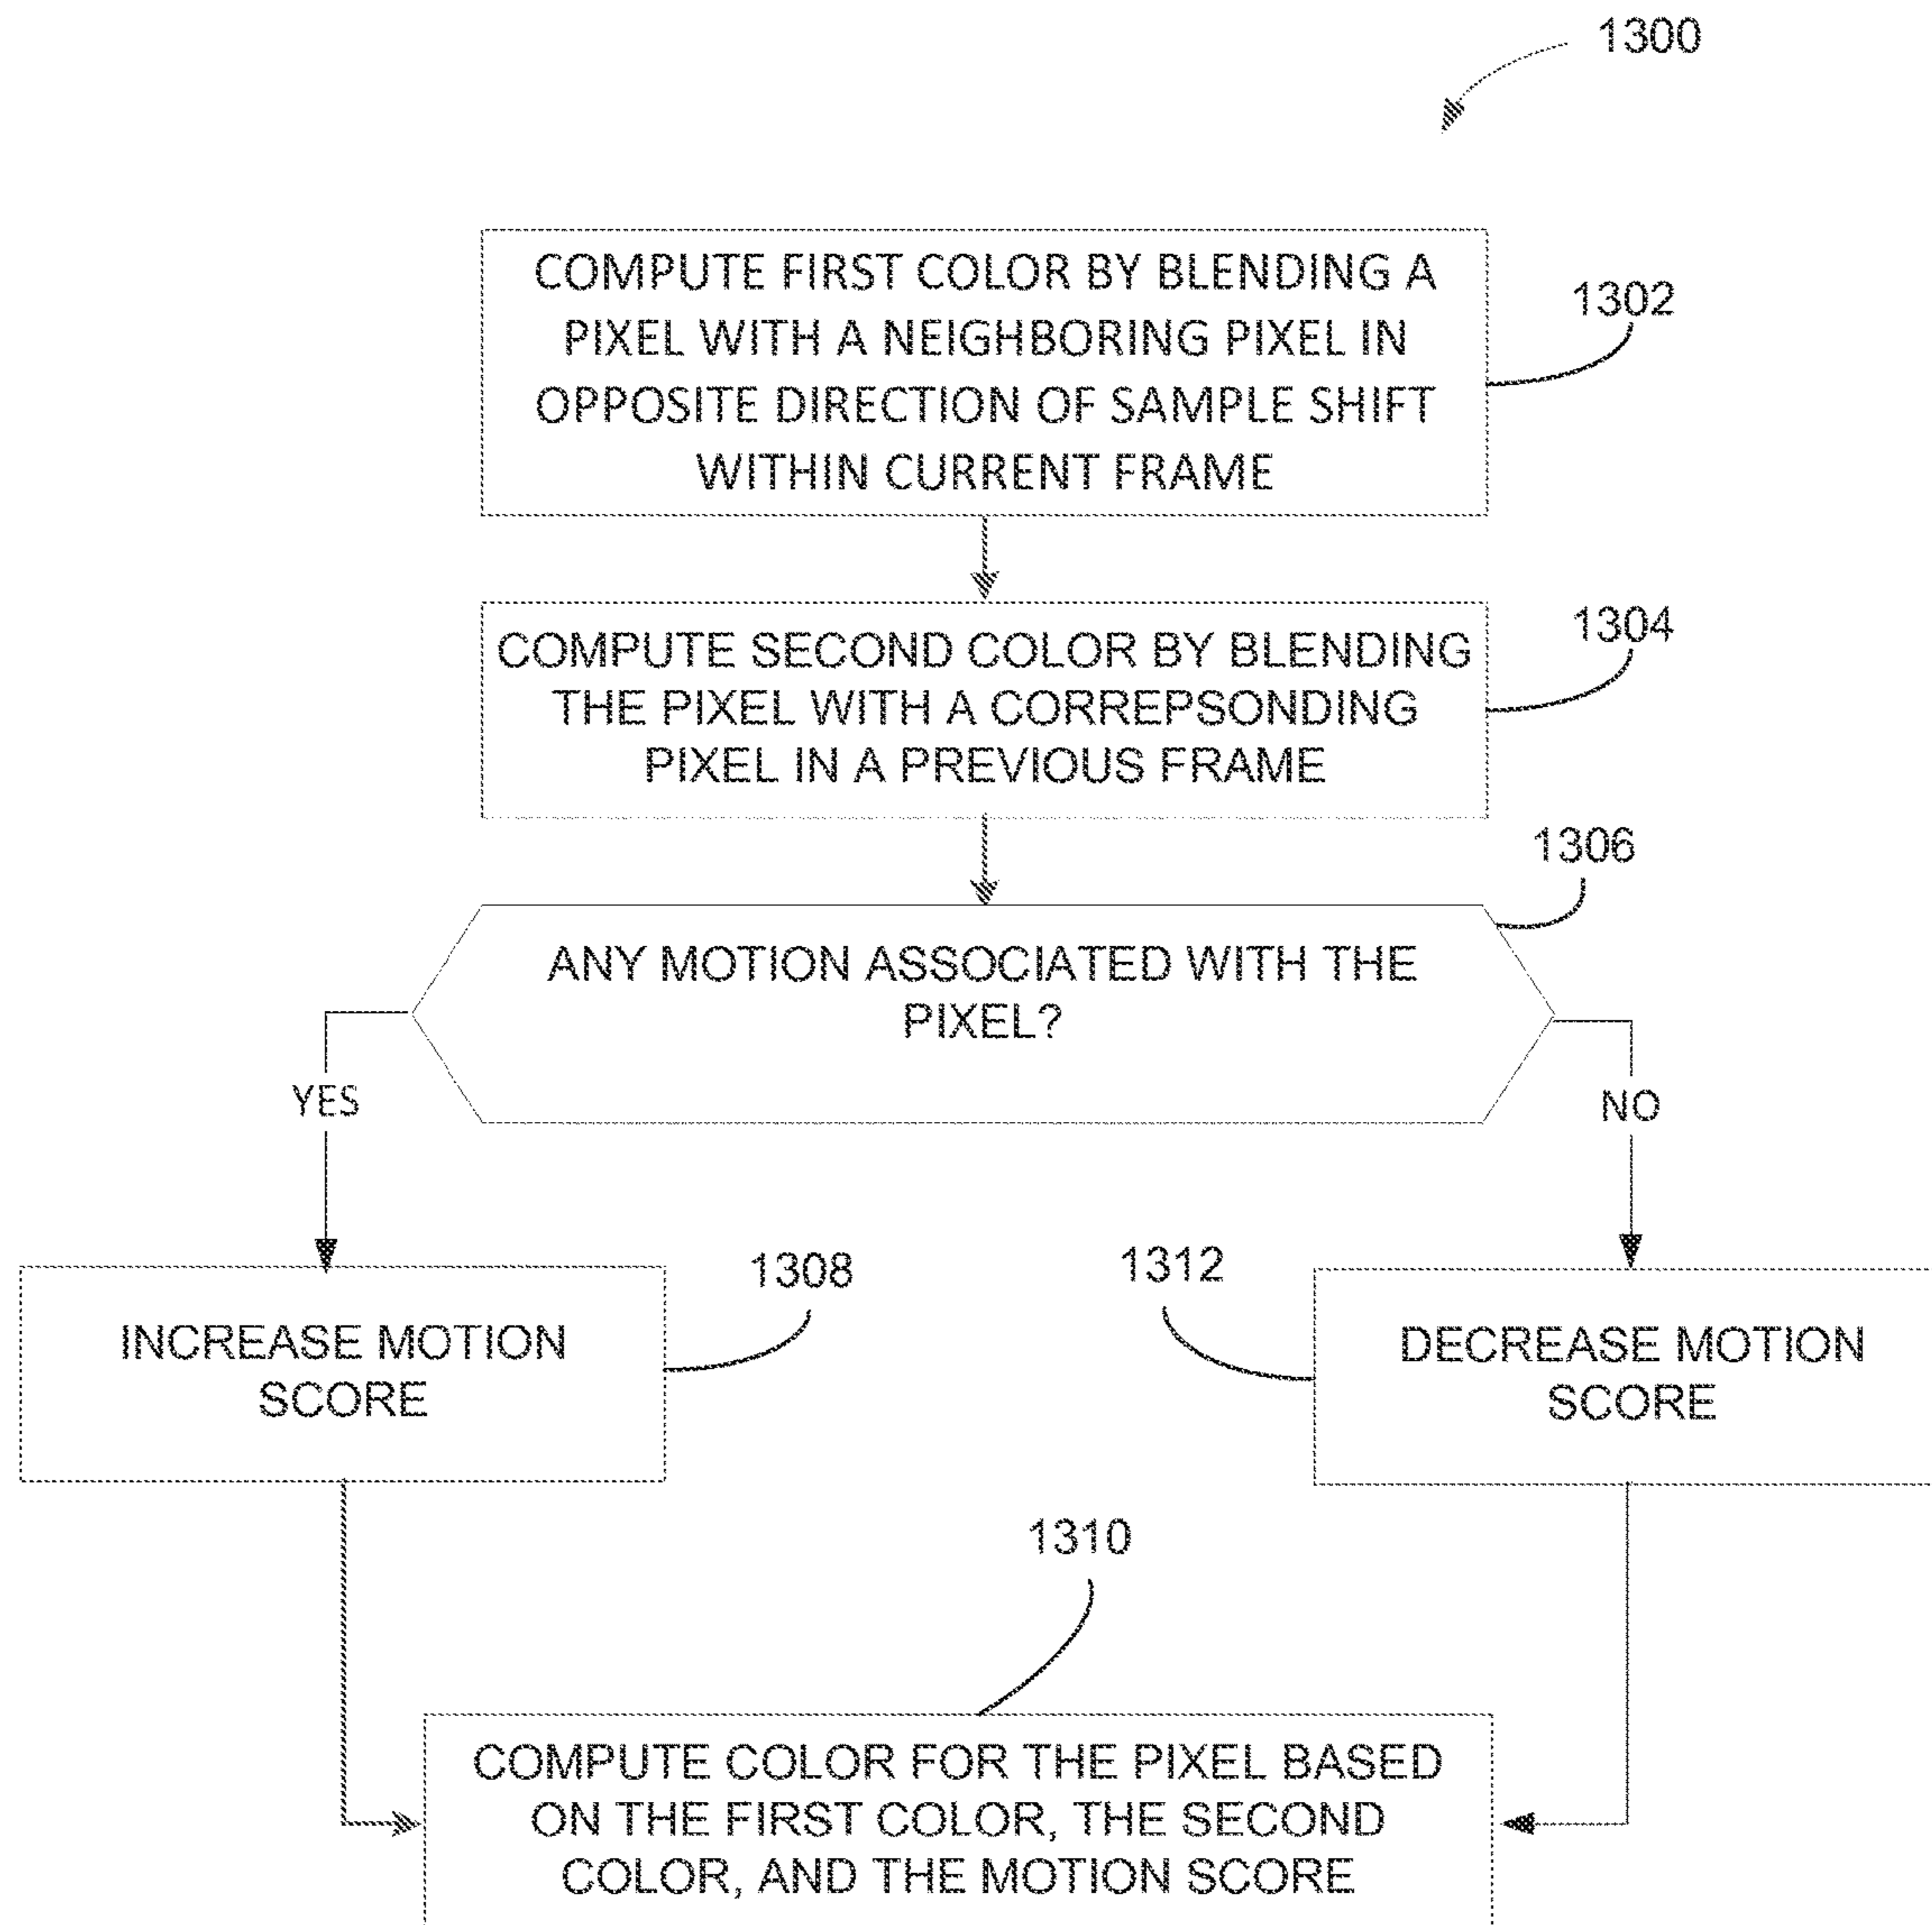 1300
COMPUTE FIRST COLOR BY BLENDING A
PIXEL WITH A NEIGHBORING PIXEL IN
OPPOSITE DIRECTION OF SAMPLE SHIFT
WITHIN CURRENT FRAME
1302
COMPUTE SECOND COLOR BY BLENDING
THE PIXEL WITH A CORREPSONDING
PIXEL IN A PREVIOUS FRAME
1304
1306
ANY MOTION ASSOCIATED WITH THE
PIXEL?
YES
NO
INCREASE MOTION
SCORE
1308
1312
DECREASE MOTION
SCORE
1310
COMPUTE COLOR FOR THE PIXEL BASED
ON THE FIRST COLOR, THE SECOND
COLOR, AND THE MOTION SCORE